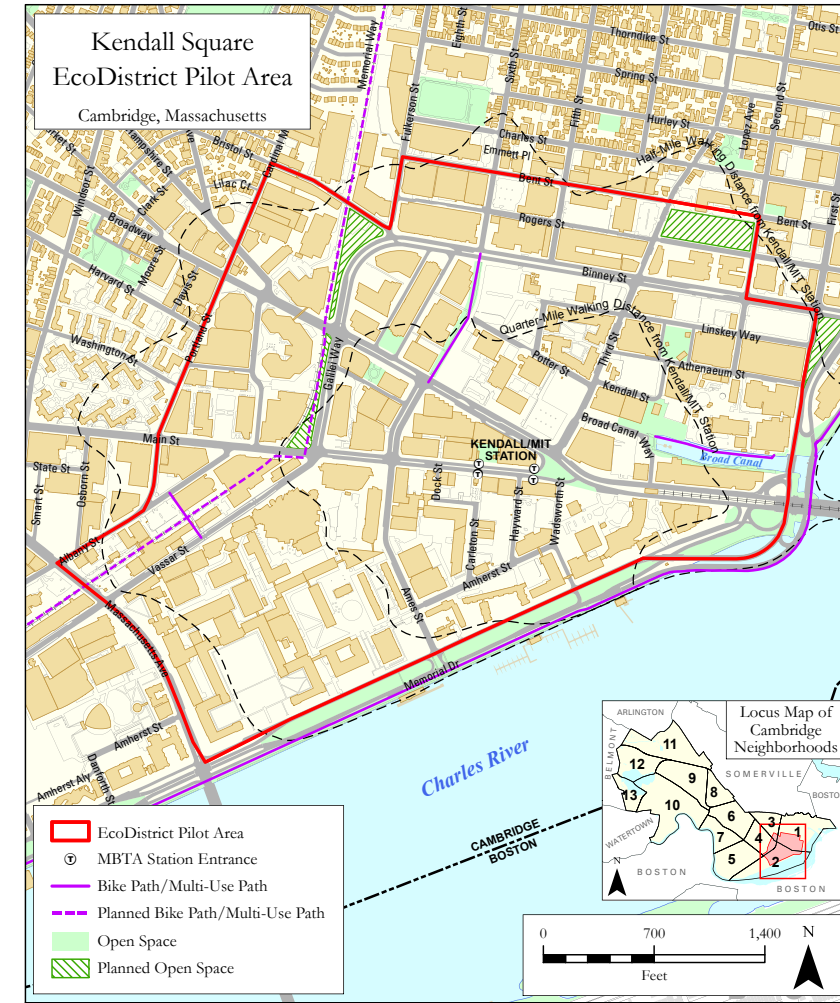 Kendall Square
EcoDistrict Pilot Area
Cambridge, Massachusetts
Memorial Way
Fulkerson St
Eighth St
Sixth St
Fifth St
Thorndike St
Otis St
Spring St
Second St
Lopez Ave
Hurley St
Charles St
Emmett Pl
Bent St
Half-Mile Walking Distance from Kendall/MIT Station
Bent St
First St
Rogers St
Binney St
Bristol St
Lilac Ct
Windsor St
Clark St
Broadway
Moore St
Davis St
Harvard St
Washington St
Portland St
Galilei Way
Quarter-Mile Walking Distance from Kendall/MIT Station
Linskey Way
Potter St
Third St
Athenaeum St
Kendall St
Broad Canal Way
Broad Canal
Main St
KENDALL/MIT
STATION
State St
Osborn St
Smart St
Dock St
Carleton St
Hayward St
Wadsworth St
Albany St
Vassar St
Amherst St
Ames St
Massachusetts Ave
Memorial Dr
Amherst St
Danforth St
Amherst Aly
Charles River
CAMBRIDGE
BOSTON
EcoDistrict Pilot Area
T
MBTA Station Entrance
Bike Path/Multi-Use Path
Planned Bike Path/Multi-Use Path
Open Space
Planned Open Space
Locus Map of
Cambridge
Neighborhoods
ARLINGTON
BELMONT
SOMERVILLE
WATERTOWN
BOSTON
BOSTON
11
12
13
10
9
8
6
7
5
4
3
1
2
N
0
700
1,400
Feet
N